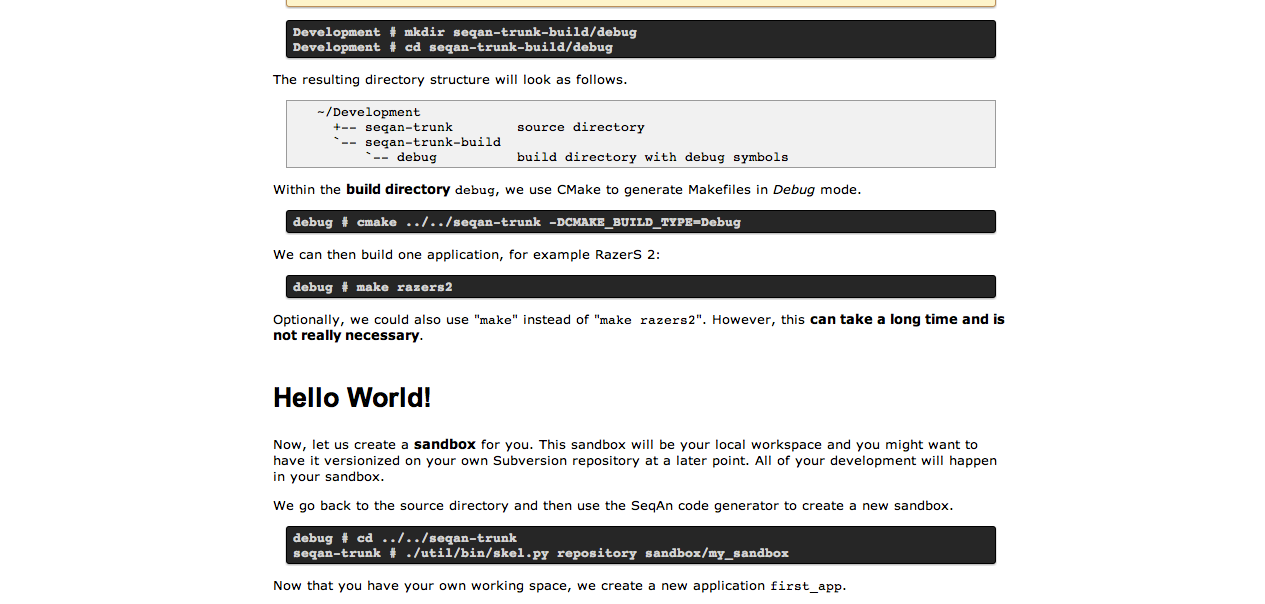 Development # mkdir seqan-trunk-build/debug
Development # cd seqan-trunk-build/debug
The resulting directory structure will look as follows.
~/Development
+-- seqan-trunk source directory
`-- seqan-trunk-build
`-- debug build directory with debug symbols
Within the build directory debug, we use CMake to generate Makefiles in Debug mode.
debug # cmake ../../seqan-trunk -DCMAKE_BUILD_TYPE=Debug
We can then build one application, for example RazerS 2:
debug # make razers2
Optionally, we could also use "make" instead of "make razers2". However, this can take a long time and is
not really necessary.
Hello World!
Now, let us create a sandbox for you. This sandbox will be your local workspace and you might want to
have it versionized on your own Subversion repository at a later point. All of your development will happen
in your sandbox.
We go back to the source directory and then use the SeqAn code generator to create a new sandbox.
debug # cd ../../seqan-trunk
seqan-trunk # ./util/bin/skel.py repository sandbox/my_sandbox
Now that you have your own working space, we create a new application first_app.